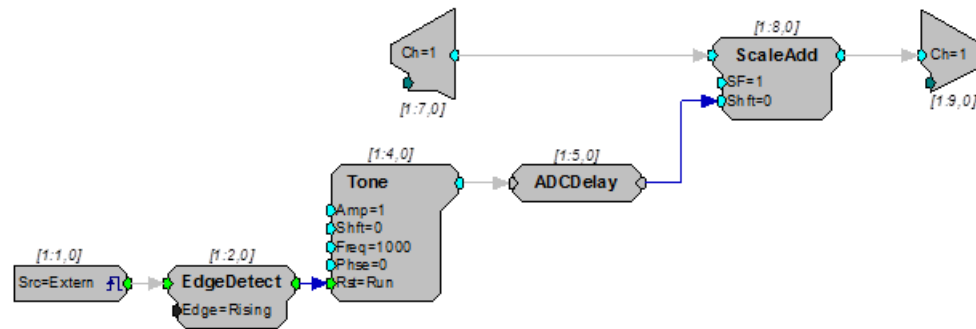 [1:8,0]
Ch=1
ScaleAdd
Ch=1
SF=1
Shft=0
[1:7,0]
[1:9,0]
[1:4,0]
[1:5,0]
Tone
ADCDelay
Amp=1
Shft=0
Freq=1000
Phse=0
Rst=Run
[1:1,0]
[1:2,0]
Src=Extern
EdgeDetect
Edge=Rising